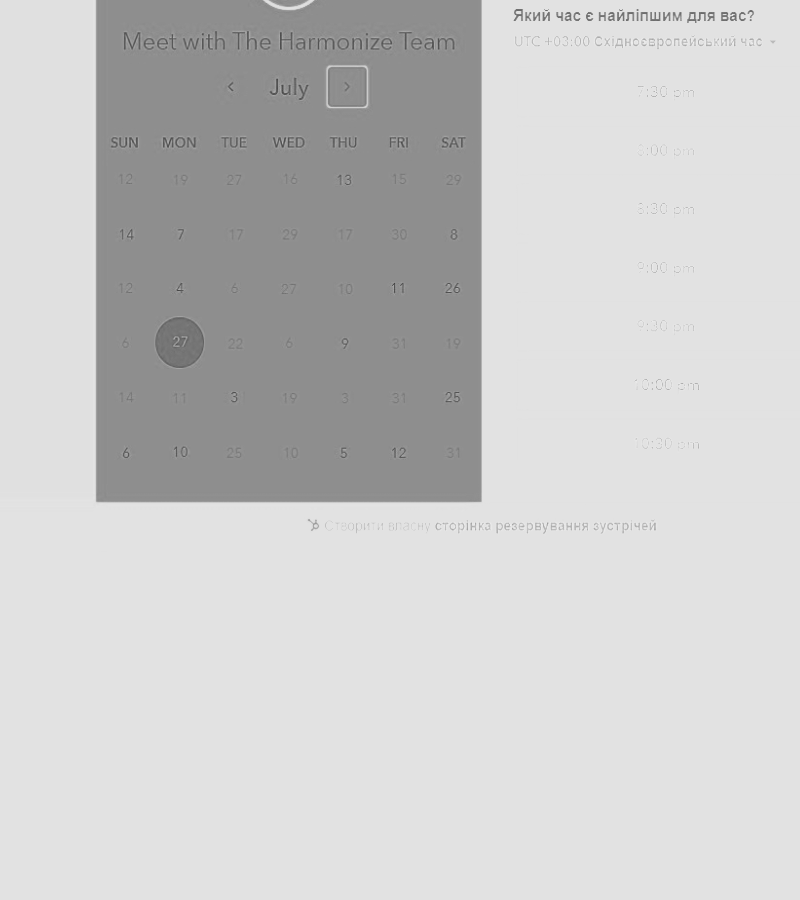 Який час є найліпшим для вас?
Meet with The Harmonize Team
UTC +03:00 Східноєвропейський час
July
7:30 pm
SUN MON TUE WED THU FRI SAT
8:00 pm
12 19 27 16 13 15 29
8:30 pm
14 7 17 29 17 30 8
9:00 pm
12 4 6 27 10 11 26
9:30 pm
6 27 22 6 9 31 19
10:00 pm
14 11 3 19 3 31 25
10:30 pm
6 10 25 10 5 12 31
Створити власну сторінка резервування зустрічей